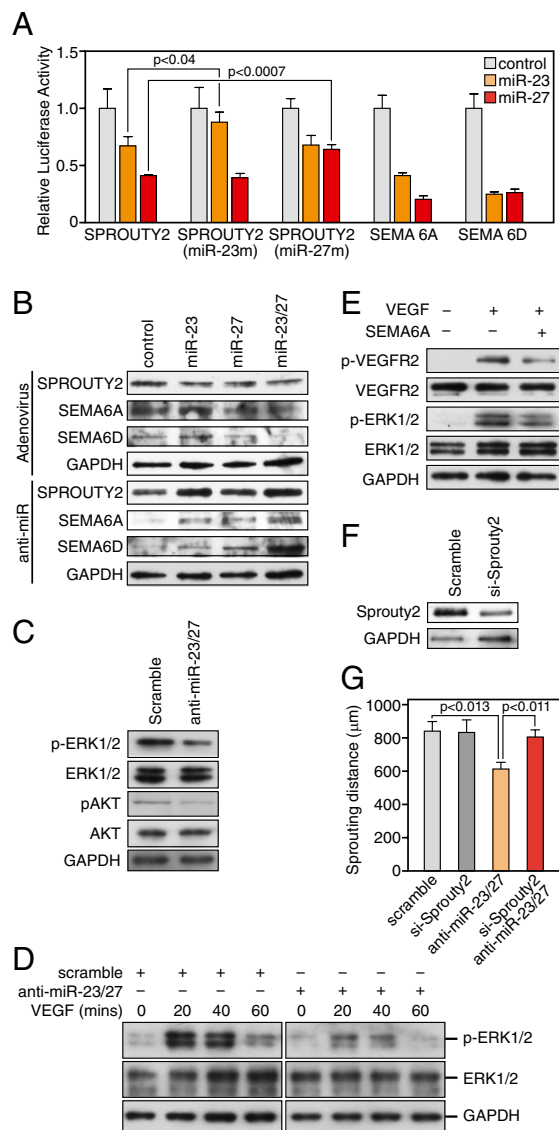 A
Relative Luciferase Activity
1.5
1.0
0.5
0
p<0.04
p<0.0007
control
miR-23
miR-27
SPROUTY2
SPROUTY2
(miR-23m)
SPROUTY2
(miR-27m)
SEMA 6A
SEMA 6D
B
control
miR-23
miR-27
miR-23/27
Adenovirus
SPROUTY2
SEMA6A
SEMA6D
GAPDH
anti-miR
SPROUTY2
SEMA6A
SEMA6D
GAPDH
C
Scramble
anti-miR-23/27
p-ERK1/2
ERK1/2
pAKT
AKT
GAPDH
E
VEGF – + +
SEMA6A – – +
p-VEGFR2
VEGFR2
p-ERK1/2
ERK1/2
GAPDH
F
Scramble
si-Sprouty2
Sprouty2
GAPDH
G
Sprouting distance (µm)
1000
800
600
400
200
0
p<0.013
p<0.011
scramble
si-Sprouty2
anti-miR-23/27
si-Sprouty2
anti-miR-23/27
D
scramble + + + + – – – –
anti-miR-23/27 – – – – + + + +
VEGF (mins) 0 20 40 60 0 20 40 60
p-ERK1/2
ERK1/2
GAPDH